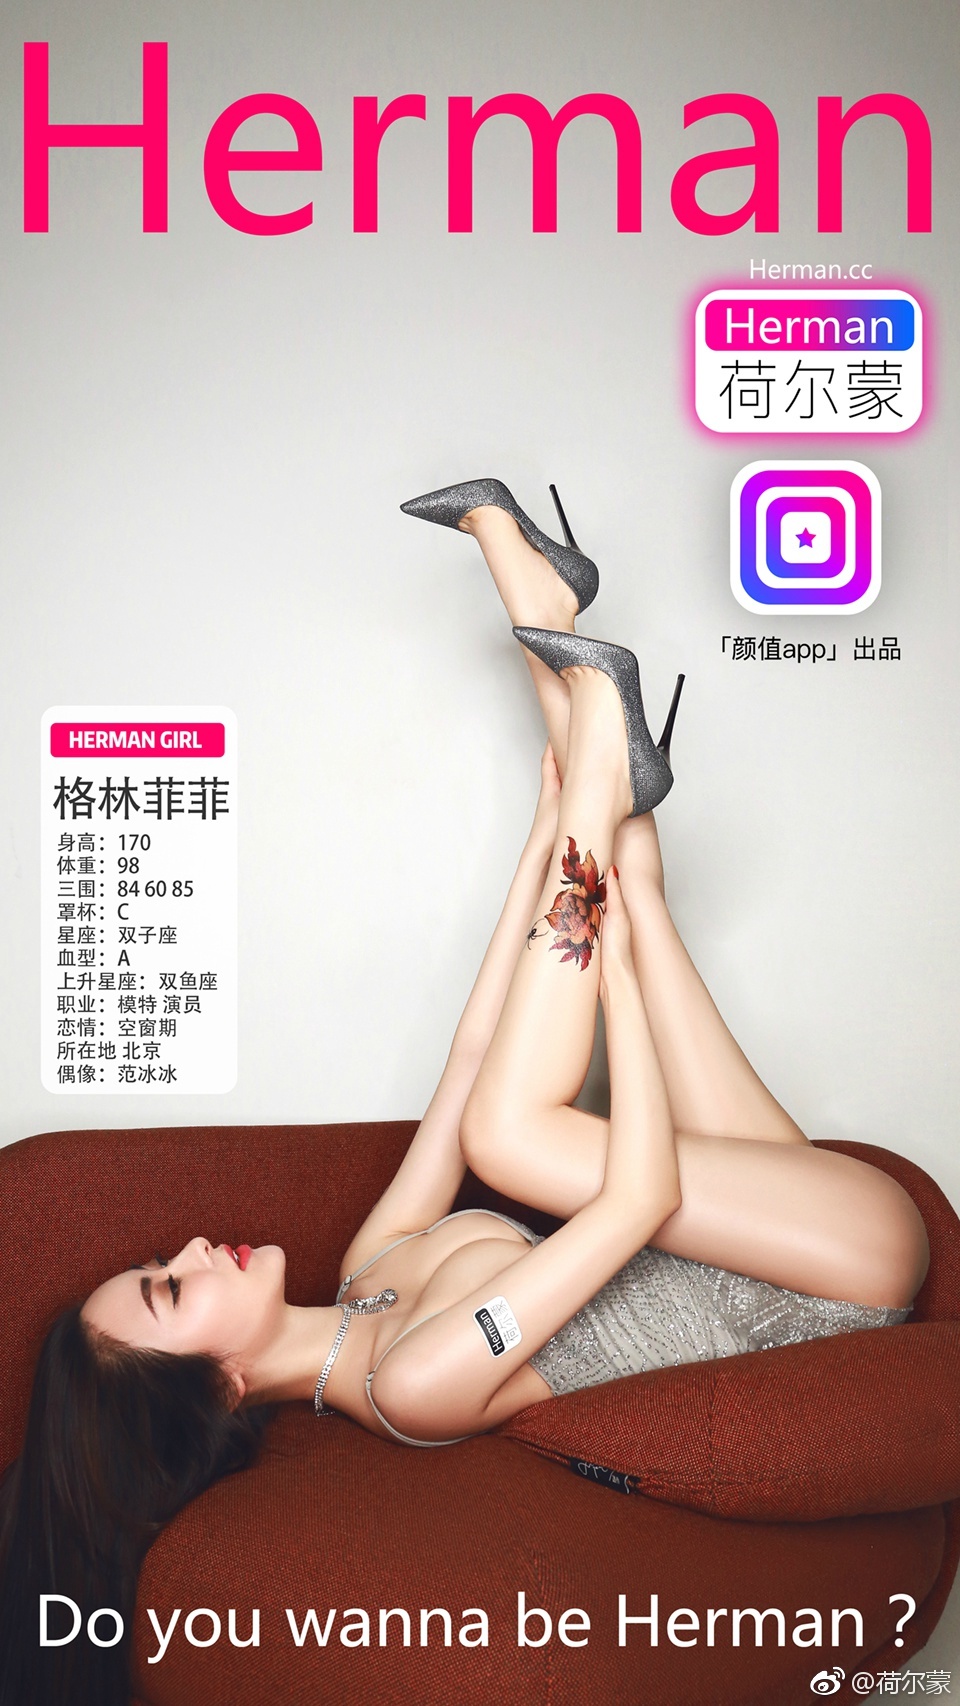 Herman
Herman.cc
Herman
荷尔蒙
「颜值app」出品
HERMAN GIRL
格林菲菲
身高：170
体重：98
三围：84 60 85
罩杯：C
星座：双子座
血型：A
上升星座：双鱼座
职业：模特 演员
恋情：空窗期
所在地 北京
偶像：范冰冰
Herman
荷尔蒙
Do you wanna be Herman？
@荷尔蒙